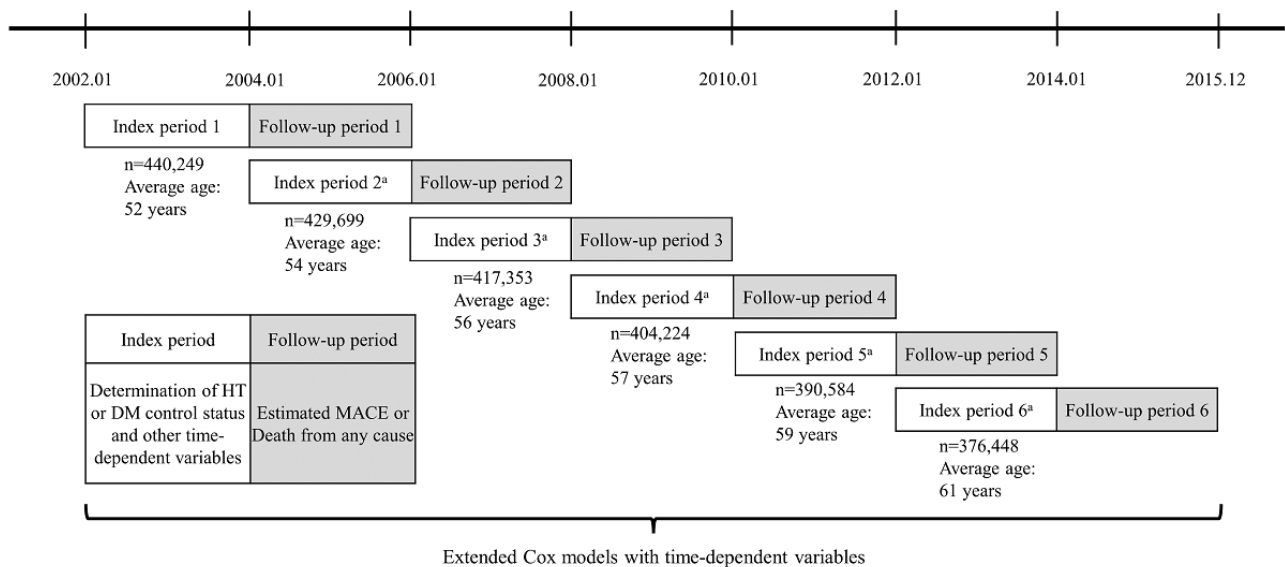 2002.01 2004.01 2006.01 2008.01 2010.01 2012.01 2014.01 2015.12
Index period 1 Follow-up period 1
n=440,249
Average age:
52 years
Index period 2ᵃ Follow-up period 2
n=429,699
Average age:
54 years
Index period 3ᵃ Follow-up period 3
n=417,353
Average age:
56 years
Index period 4ᵃ Follow-up period 4
n=404,224
Average age:
57 years
Index period 5ᵃ Follow-up period 5
n=390,584
Average age:
59 years
Index period 6ᵃ Follow-up period 6
n=376,448
Average age:
61 years
Index period Follow-up period
Determination of HT
or DM control status
and other time-
dependent variables
Estimated MACE or
Death from any cause
Extended Cox models with time-dependent variables